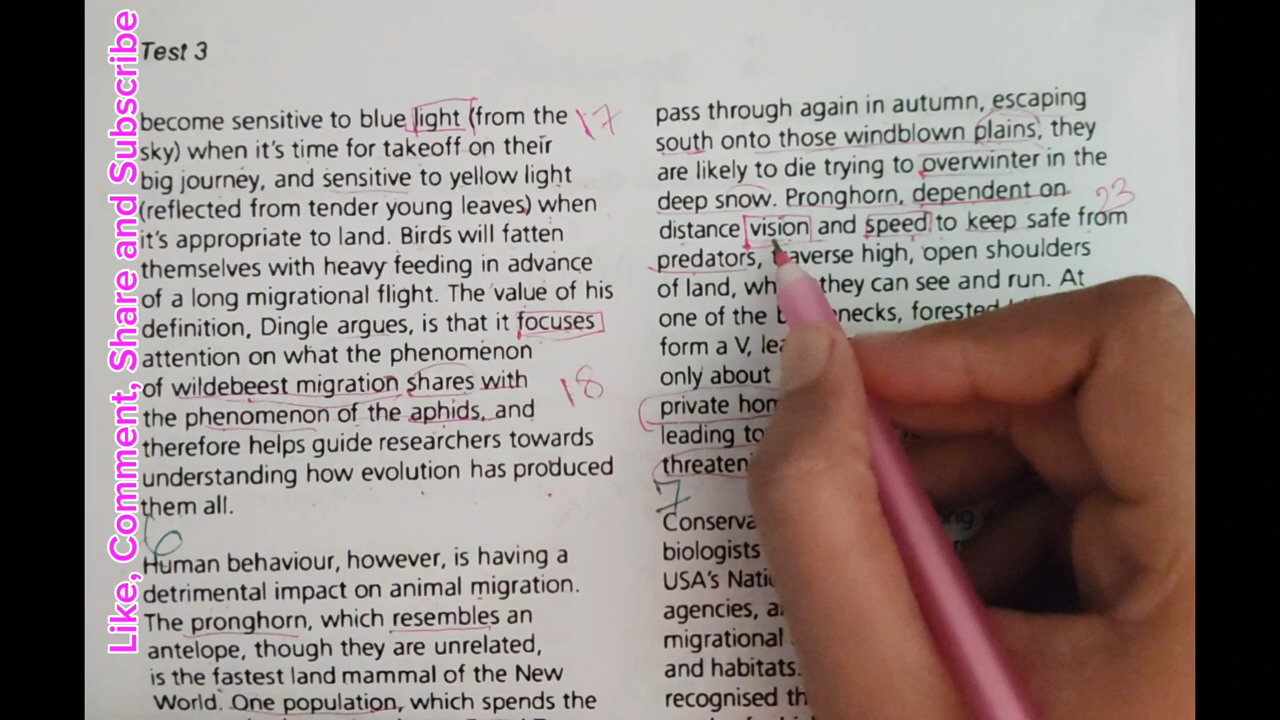 Like, Comment, Share and Subscribe
Test 3
become sensitive to blue light (from the
sky) when it's time for takeoff on their
big journey, and sensitive to yellow light
(reflected from tender young leaves) when
it's appropriate to land. Birds will fatten
themselves with heavy feeding in advance
of a long migrational flight. The value of his
definition, Dingle argues, is that it focuses
attention on what the phenomenon
of wildebeest migration shares with
the phenomenon of the aphids, and
therefore helps guide researchers towards
understanding how evolution has produced
them all.
17
18
6
Human behaviour, however, is having a
detrimental impact on animal migration.
The pronghorn, which resembles an
antelope, though they are unrelated,
is the fastest land mammal of the New
World. One population, which spends the
pass through again in autumn, escaping
south onto those windblown plains, they
are likely to die trying to overwinter in the
deep snow. Pronghorn, dependent on
distance vision and speed to keep safe from
predators, traverse high, open shoulders
of land, they can see and run. At
one of the forested
form a V,
only about
private
leading
23
7
biologists
USA's
agencies,
migrational
and habitats.
recognised